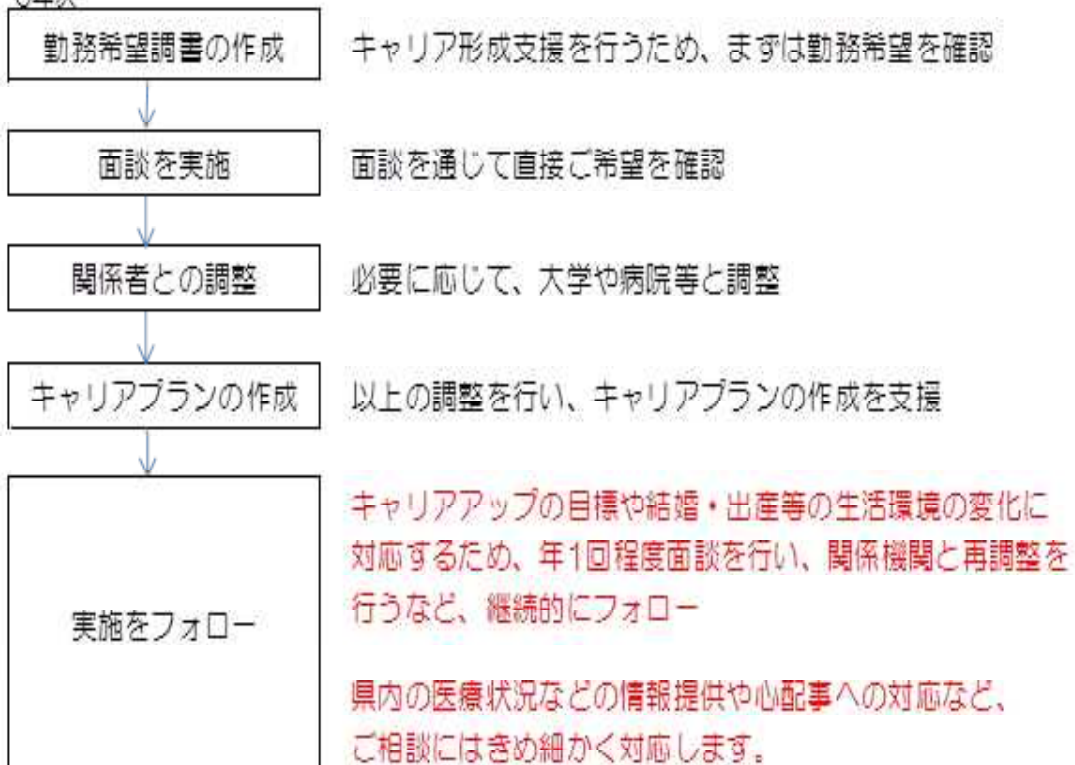 勤務希望調書の作成
キャリア形成支援を行うため、まずは勤務希望を確認
面談を実施
面談を通じて直接ご希望を確認
関係者との調整
必要に応じて、大学や病院等と調整
キャリアプランの作成
以上の調整を行い、キャリアプランの作成を支援
実施をフォロー
キャリアアップの目標や結婚・出産等の生活環境の変化に
対応するため、年1回程度面談を行い、関係機関と再調整を
行うなど、継続的にフォロー
県内の医療状況などの情報提供や心配事への対応など、
ご相談にはきめ細かく対応します。